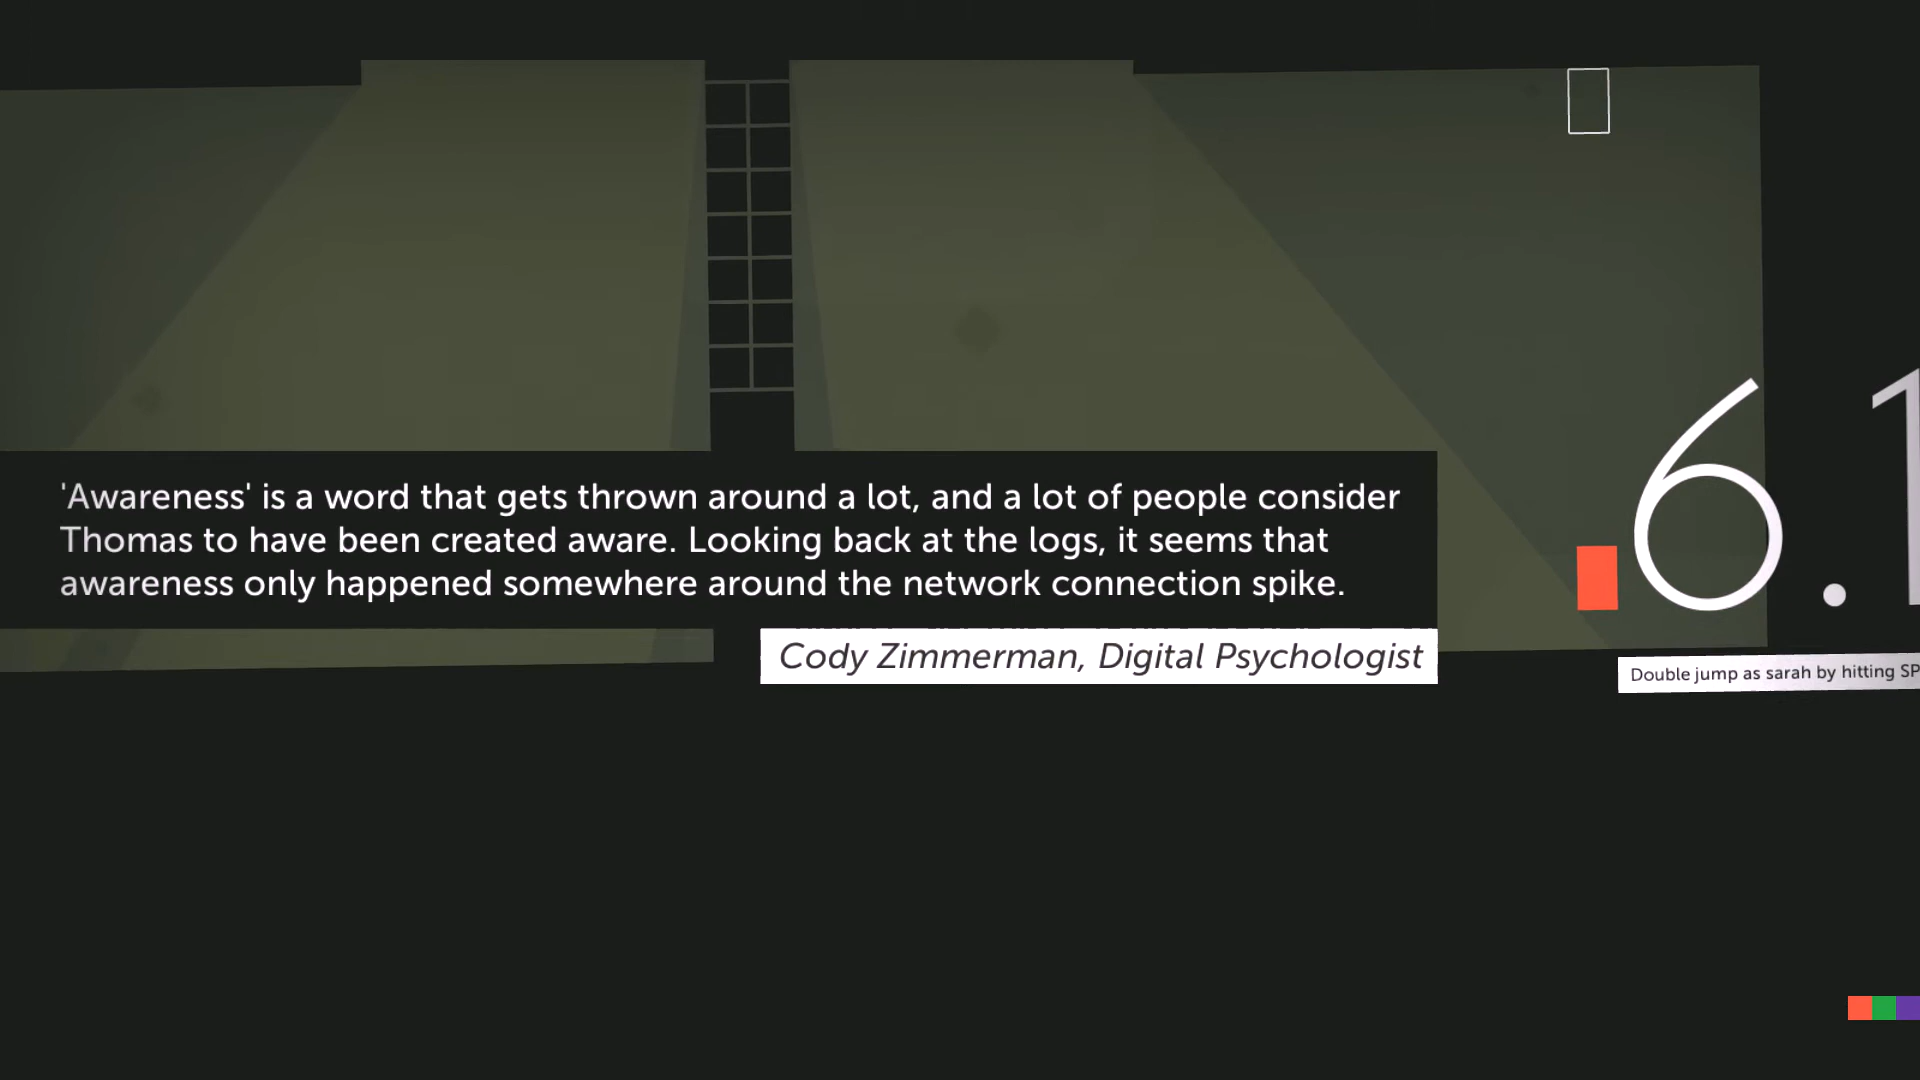 'Awareness' is a word that gets thrown around a lot, and a lot of people consider
Thomas to have been created aware. Looking back at the logs, it seems that
awareness only happened somewhere around the network connection spike.
Cody Zimmerman, Digital Psychologist
6.1
Double jump as sarah by hitting SP